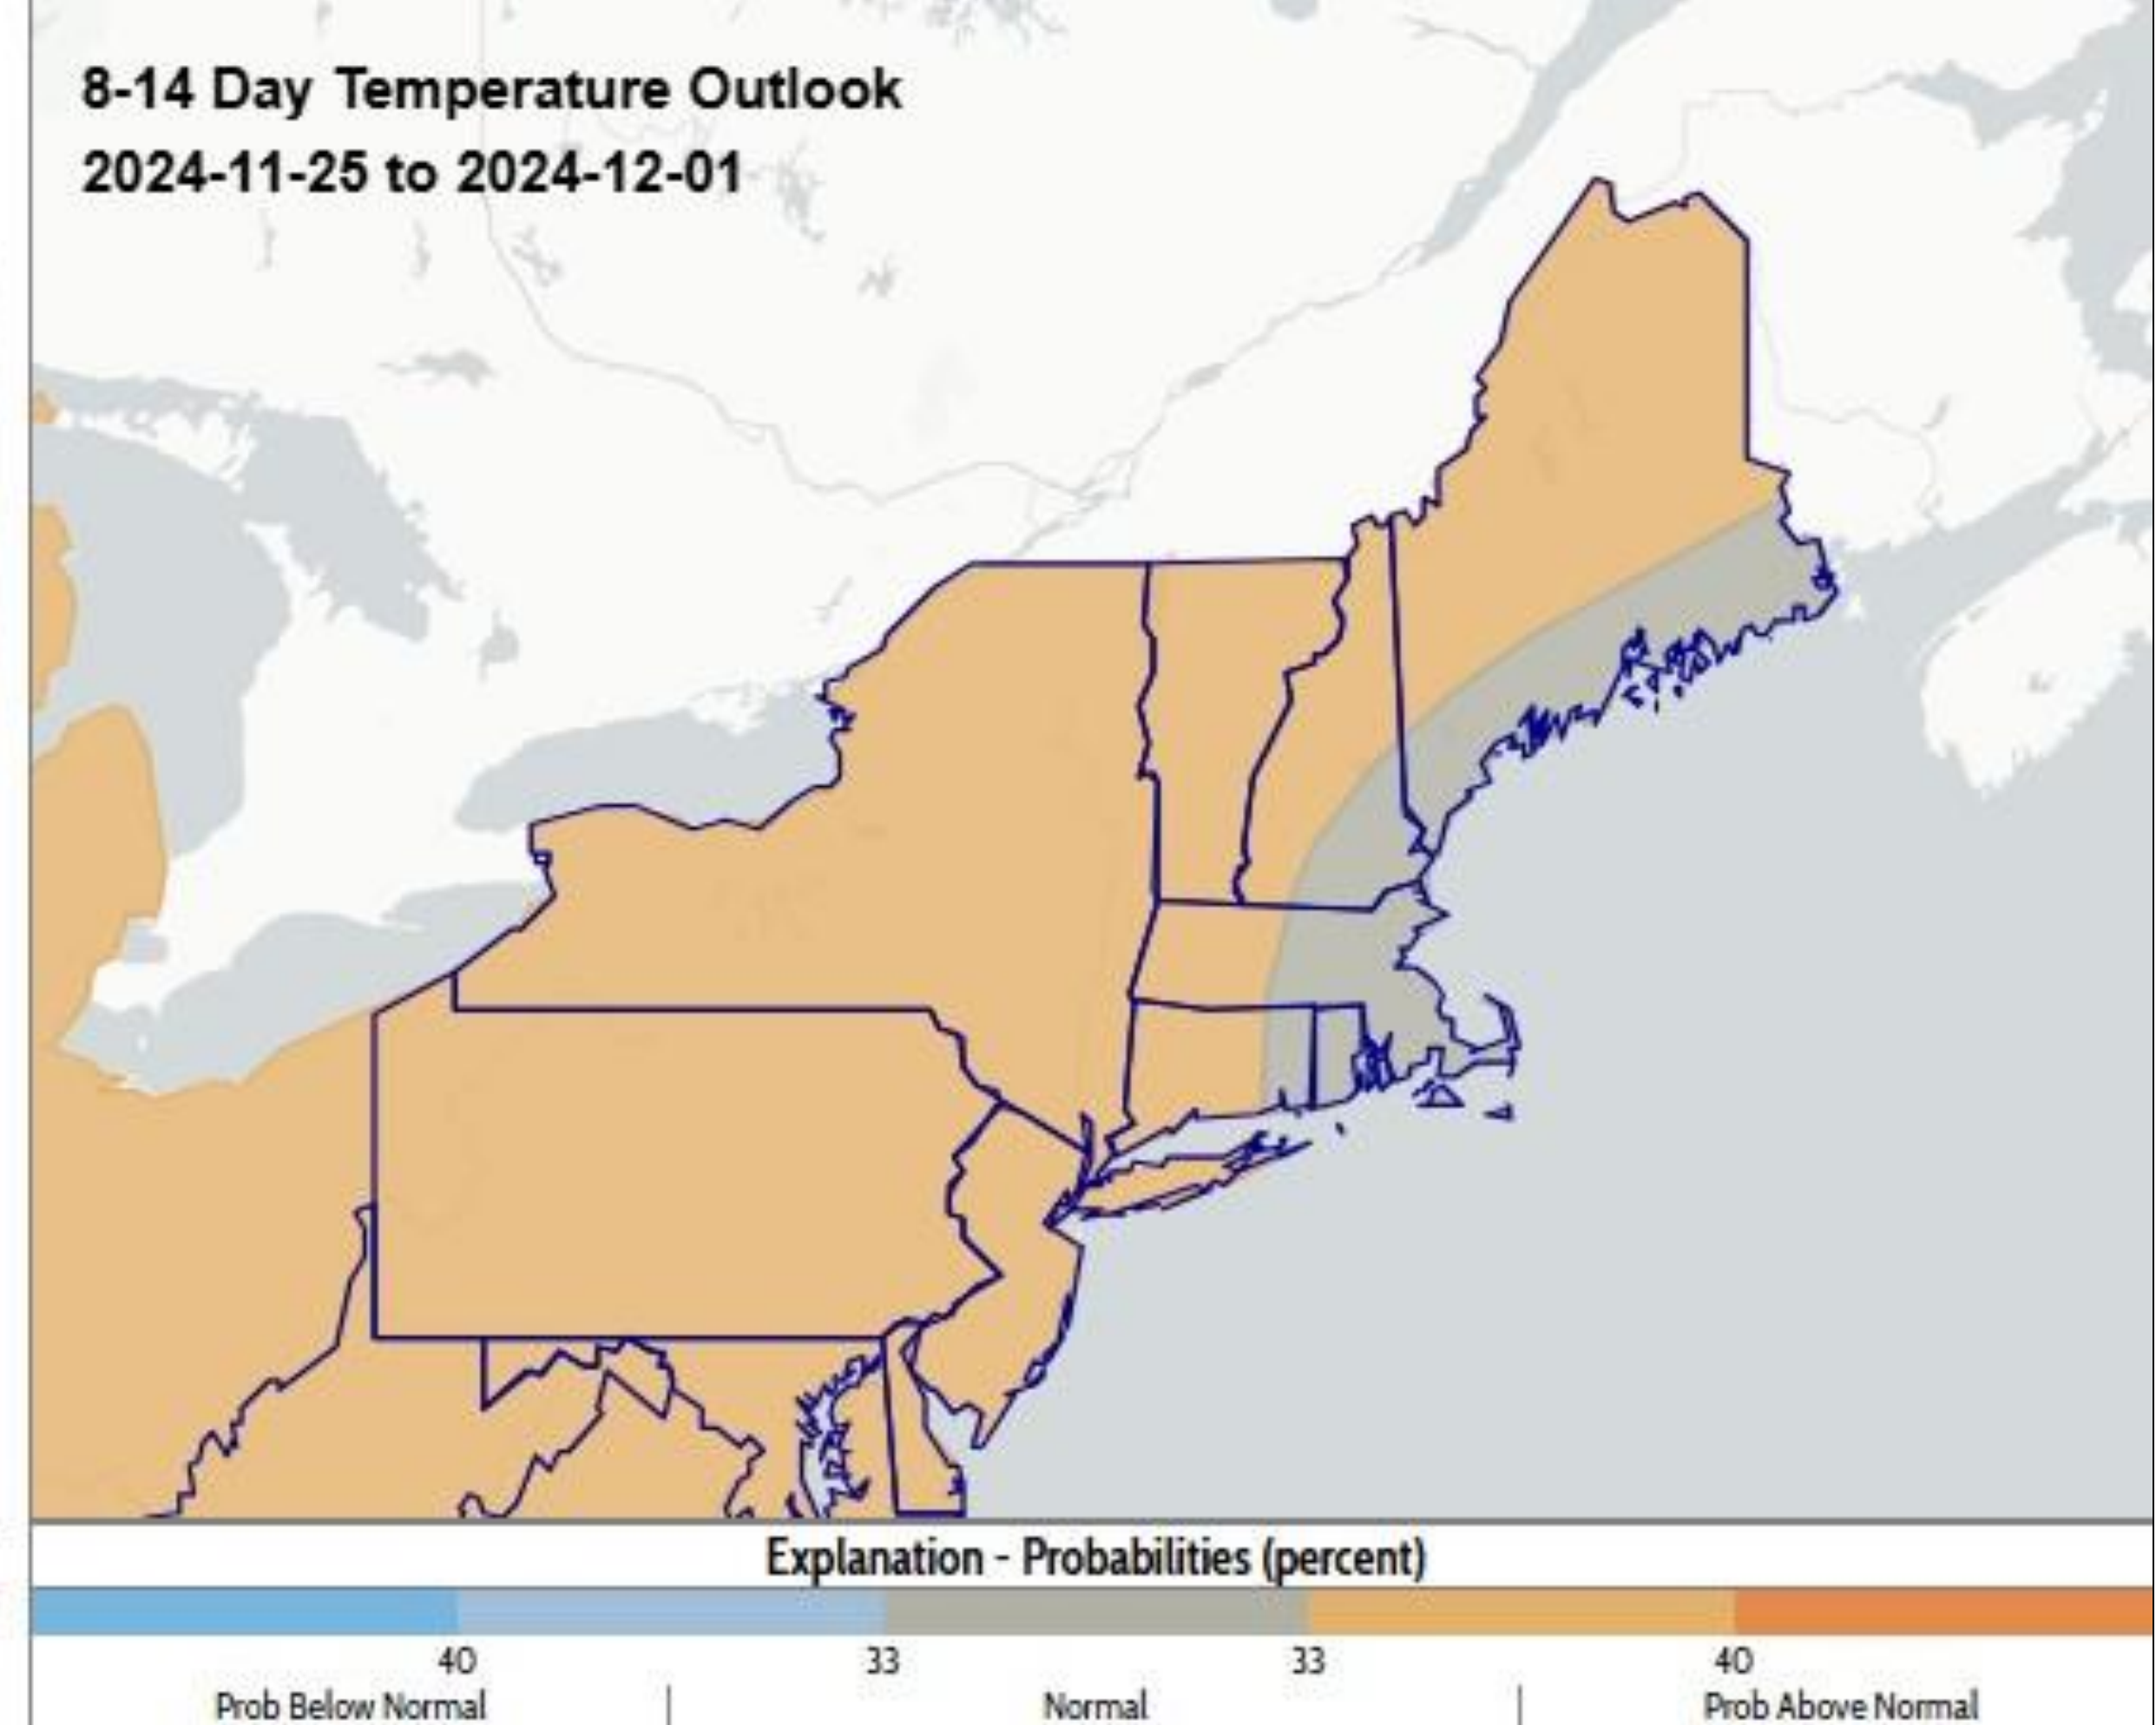 8-14 Day Temperature Outlook
2024-11-25 to 2024-12-01
Explanation - Probabilities (percent)
40 33 33 40
Prob Below Normal | Normal | Prob Above Normal